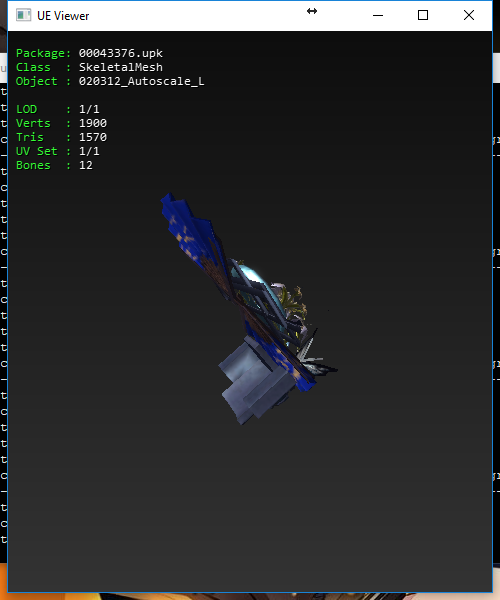 UE Viewer
Package: 00043376.upk
Class : SkeletalMesh
Object : 020312_Autoscale_L
LOD : 1/1
Verts : 1900
Tris : 1570
UV Set : 1/1
Bones : 12